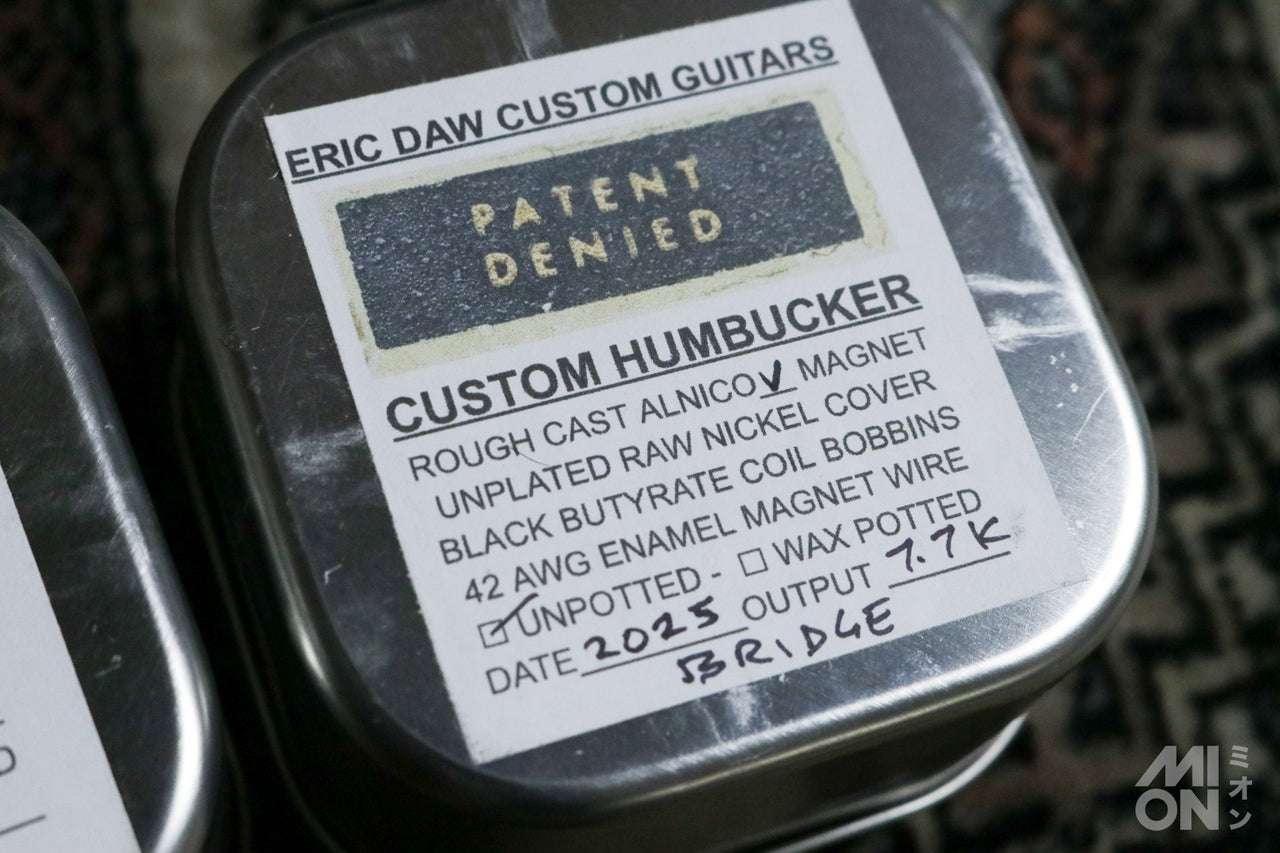 ERIC DAW CUSTOM GUITARS
PATENT
DENIED
CUSTOM HUMBUCKER
ROUGH CAST ALNICO V MAGNET
UNPLATED RAW NICKEL COVER
BLACK BUTYRATE COIL BOBBINS
42 AWG ENAMEL MAGNET WIRE
☑ UNPOTTED - ☐ WAX POTTED
DATE 2025 OUTPUT 7.7K
BRIDGE
MI
ON
ミオン